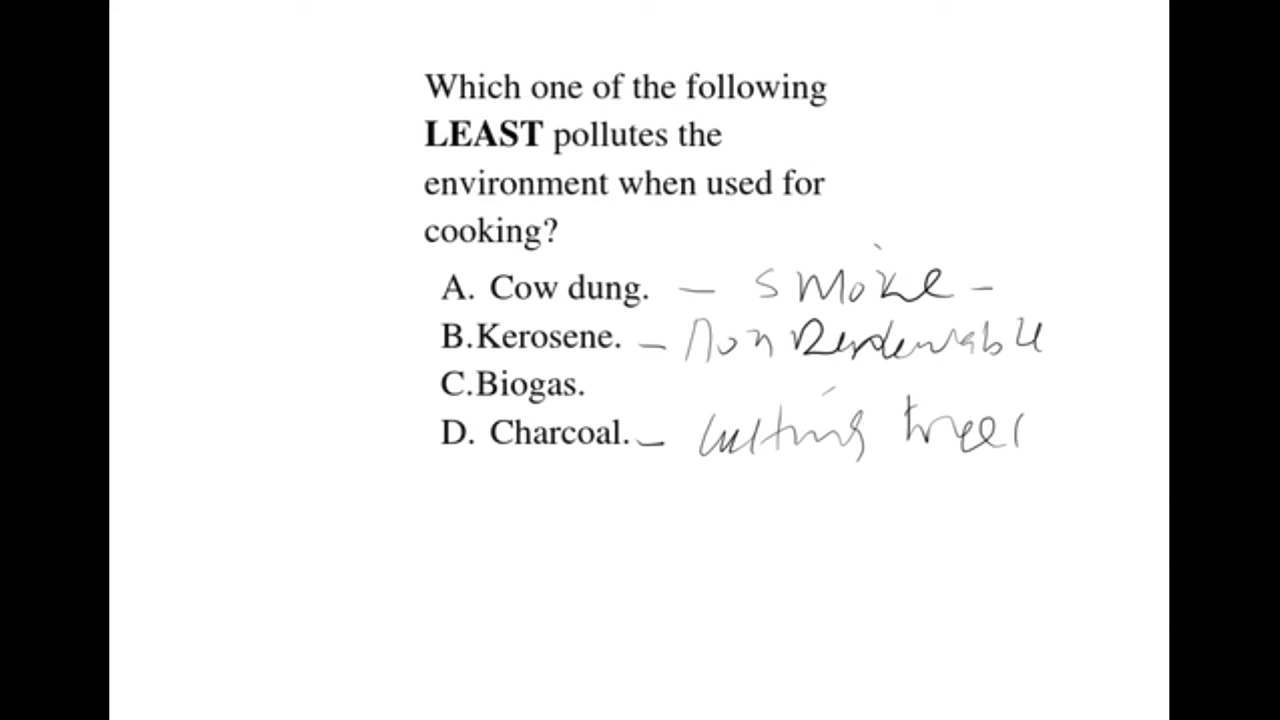 Which one of the following
LEAST pollutes the
environment when used for
cooking?
A. Cow dung. – smoke –
B.Kerosene. – Non Renewable
C.Biogas.
D. Charcoal. – cutting trees